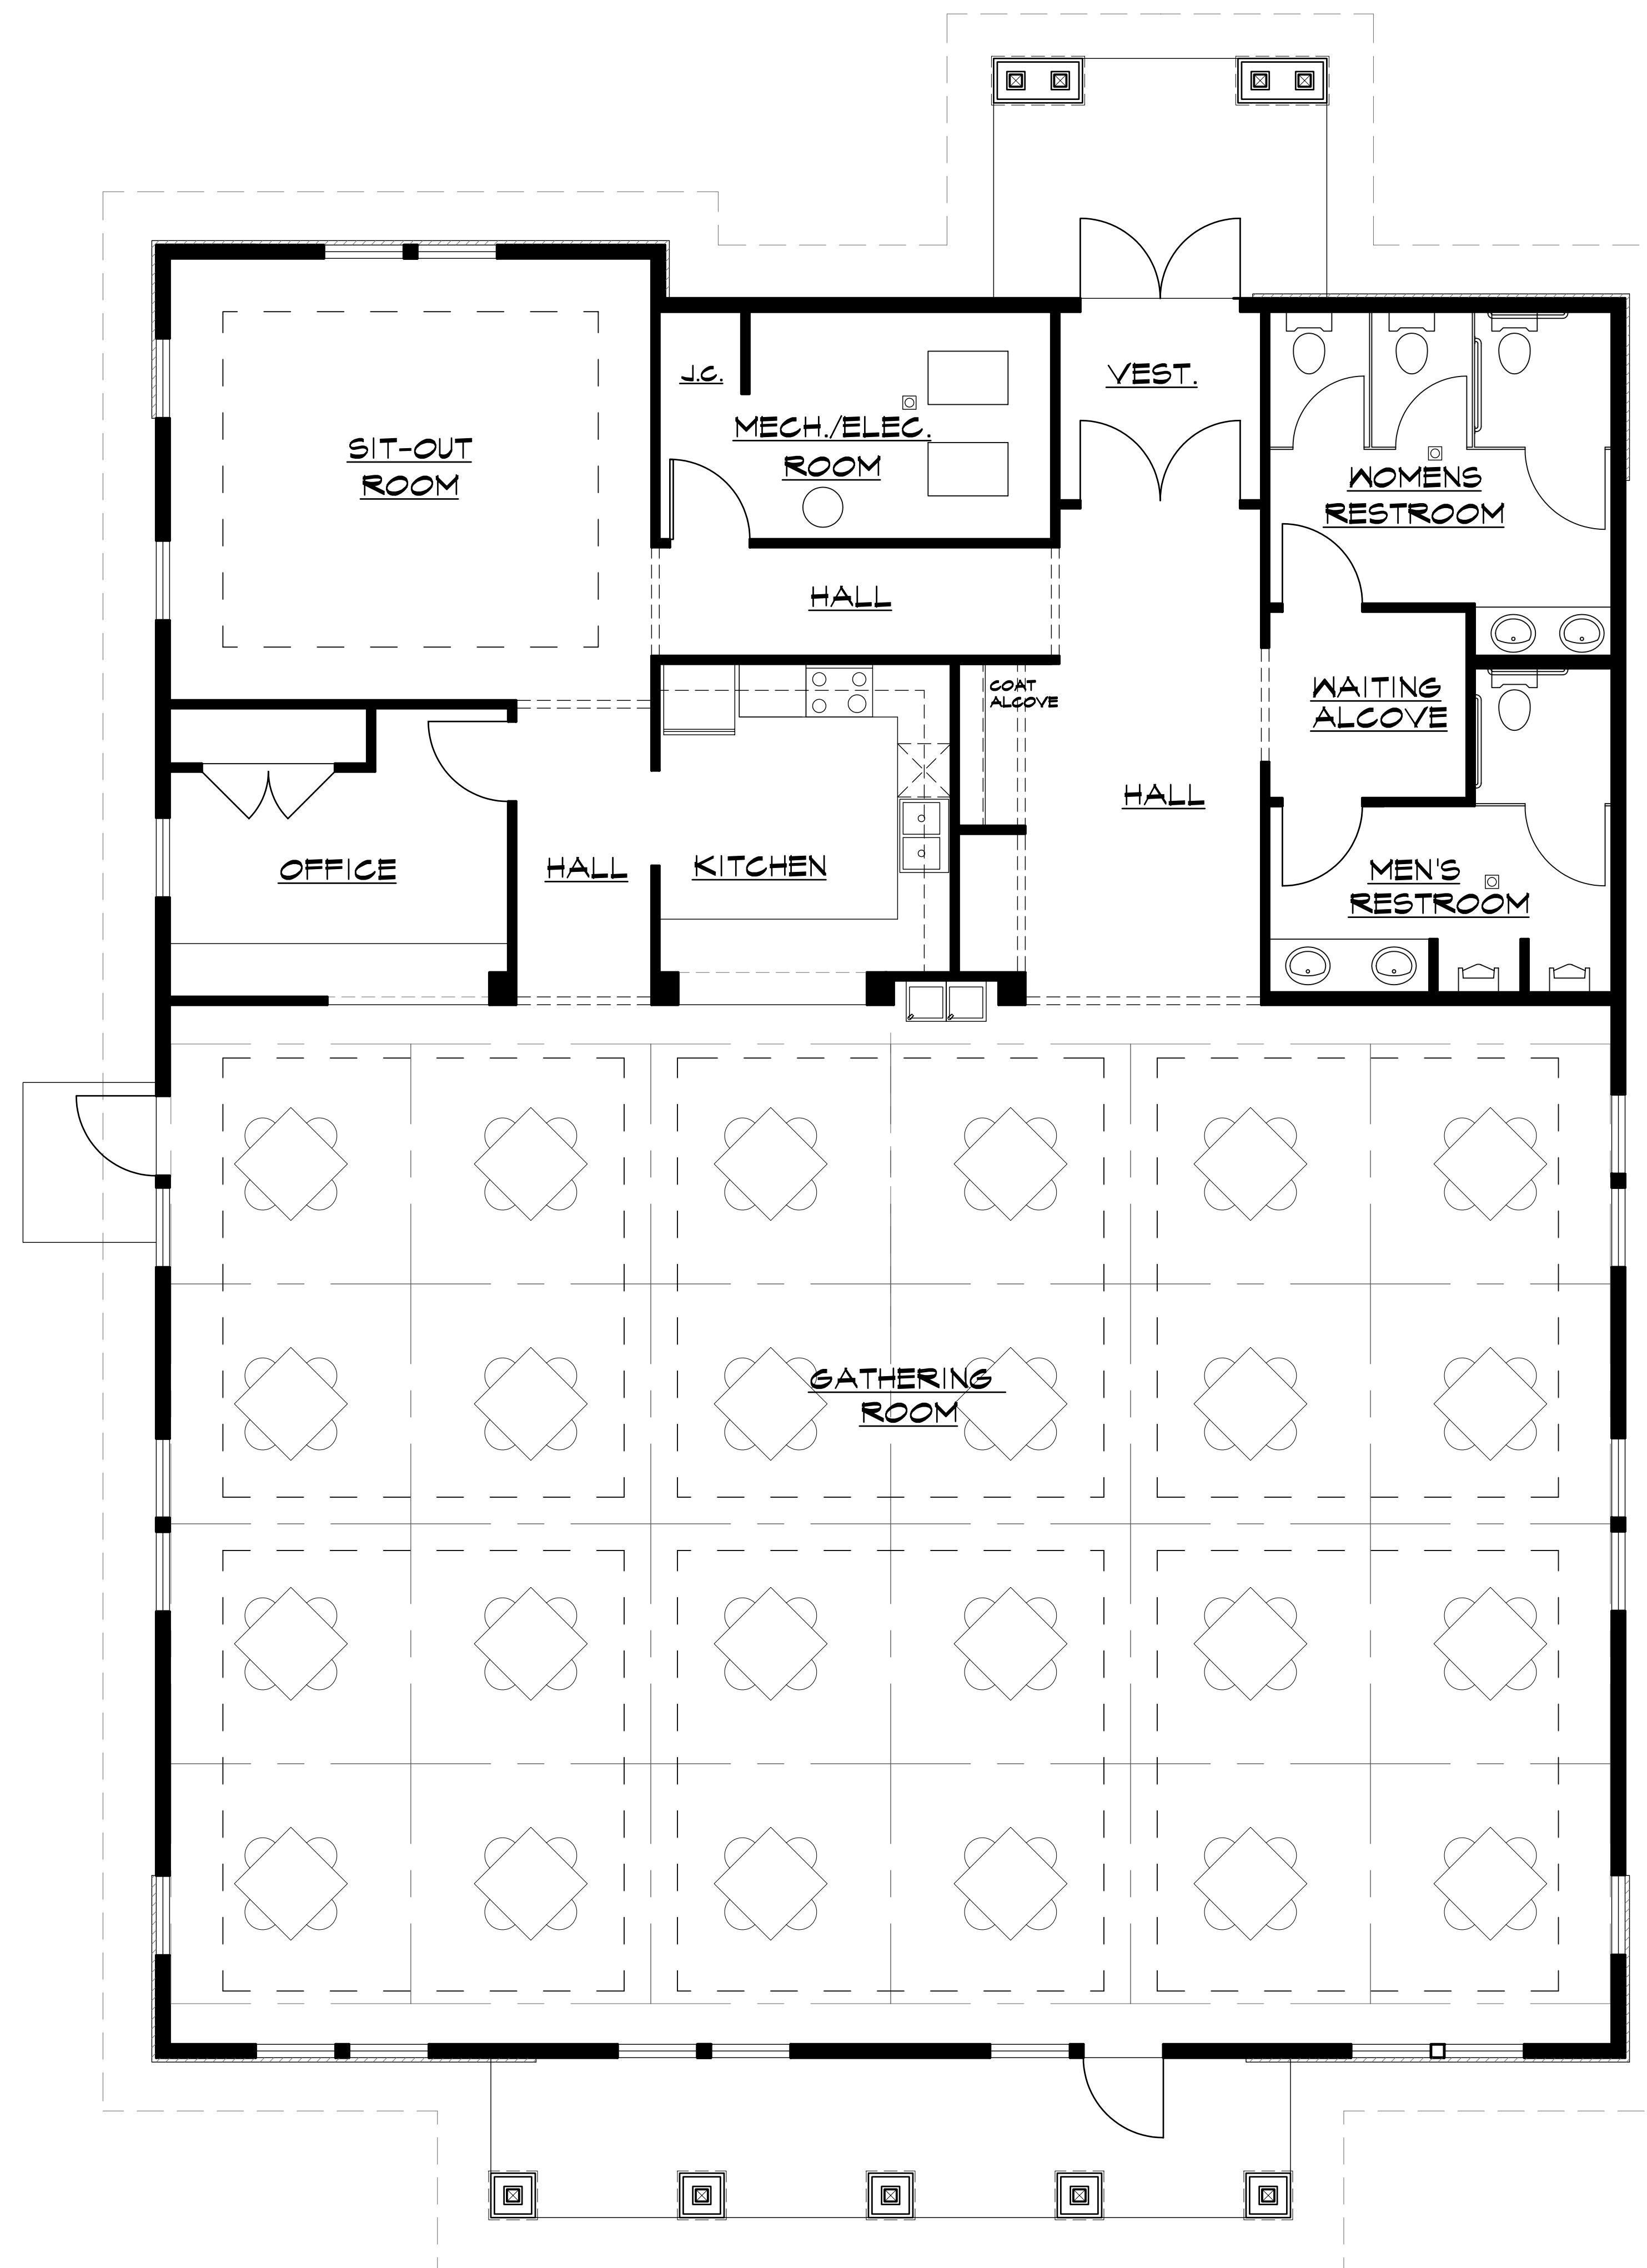 J.C.
VEST.
MECH./ELEC.
ROOM
SIT-OUT
ROOM
WOMENS
RESTROOM
HALL
COAT
ALCOVE
WAITING
ALCOVE
HALL
OFFICE
HALL
KITCHEN
MEN'S
RESTROOM
GATHERING
ROOM